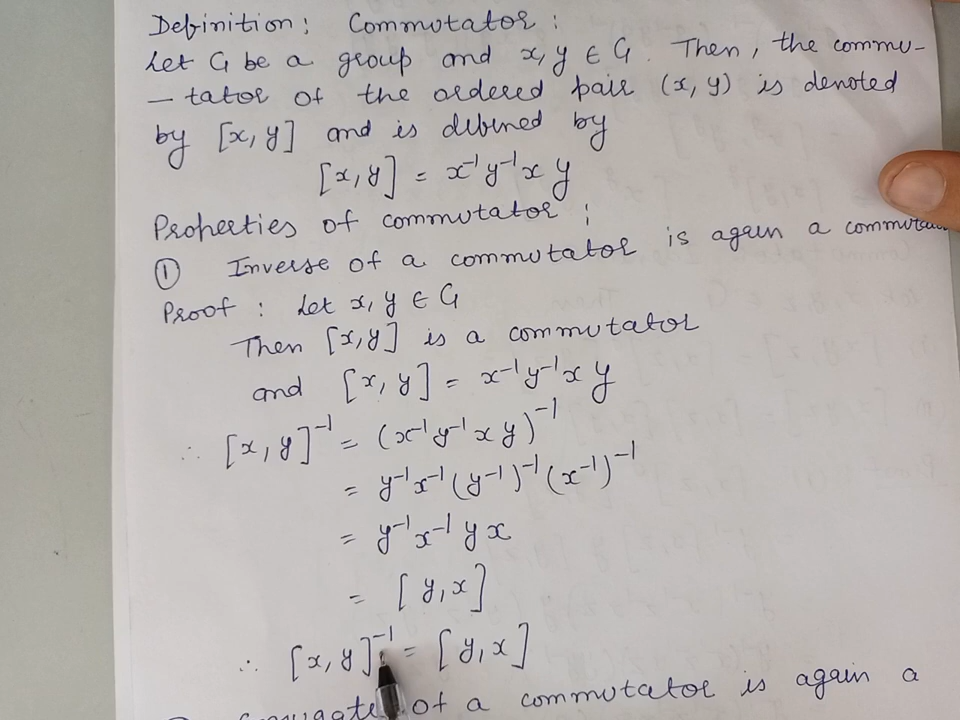 Definition: Commutator:
Let G be a group and x, y ∈ G. Then, the commu-
-tator of the ordered pair (x, y) is denoted
by [x, y] and is defined by
[x, y] = x⁻¹y⁻¹x y
Properties of commutator:
① Inverse of a commutator is again a
Proof: Let x, y ∈ G
Then [x, y] is a commutator
and [x, y] = x⁻¹y⁻¹x y
∴ [x, y]⁻¹ = (x⁻¹y⁻¹xy)⁻¹
= y⁻¹x⁻¹(y⁻¹)⁻¹(x⁻¹)⁻¹
= y⁻¹x⁻¹yx
= [y, x]
∴ [x, y]⁻¹ = [y, x]
of a commutator is again a